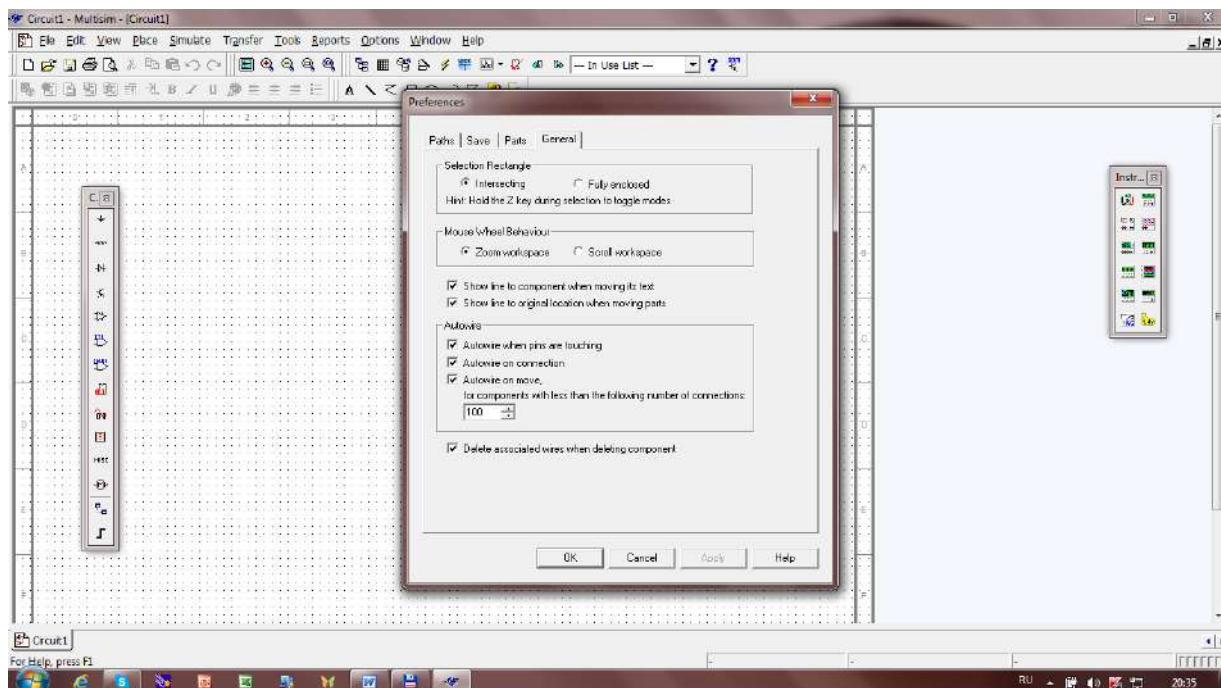 Circuit1 - Multisim - [Circuit1]
File Edit View Place Simulate Transfer Tools Reports Options Window Help
--- In Use List ---
Preferences
Paths Save Parts General
Selection Rectangle
Intersecting Fully enclosed
Hint: Hold the Z key during selection to toggle modes
Mouse Wheel Behaviour
Zoom workspace Scroll workspace
Show line to component when moving its text
Show line to original location when moving parts
Autowire
Autowire when pins are touching
Autowire on connection
Autowire on move,
for components with less than the following number of connections:
100
Delete associated wires when deleting component
OK Cancel Apply Help
C...
Instr...
MISC
Circuit1
For Help, press F1
RU 20:35